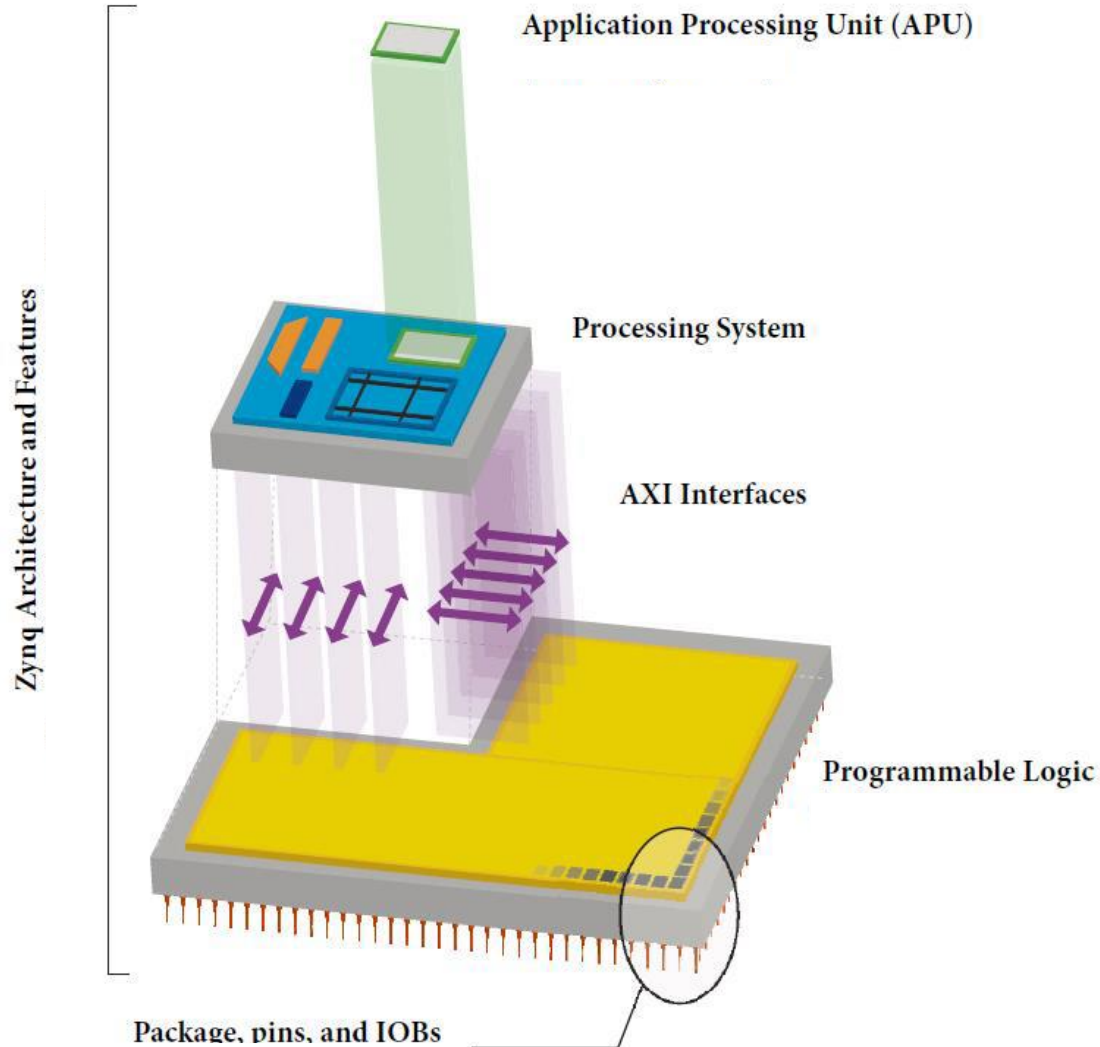 Application Processing Unit (APU)
Processing System
Zynq Architecture and Features
AXI Interfaces
Programmable Logic
Package, pins, and IOBs